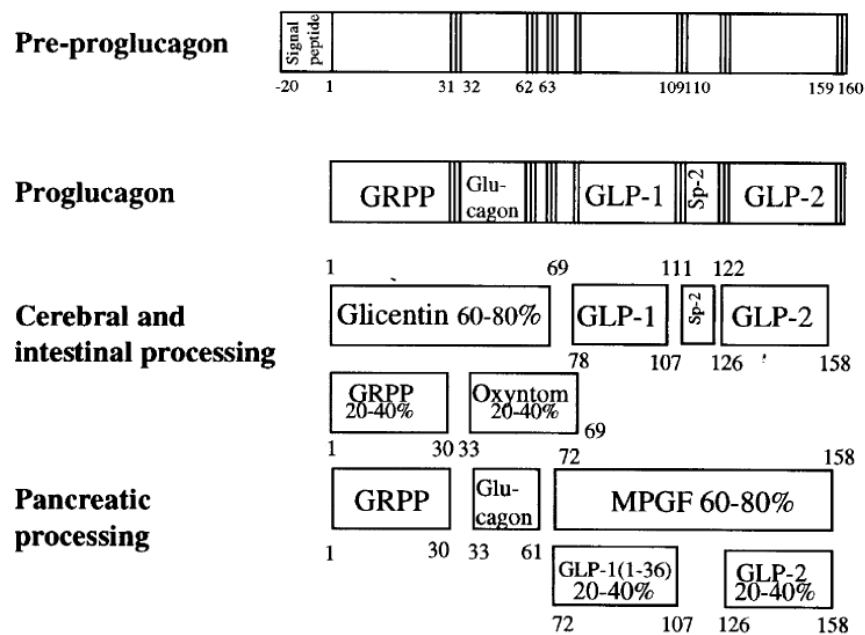 Pre-proglucagon
Signal
peptide
-20 1 31 32 62 63 109 110 159 160
Proglucagon
GRPP
Glu-
cagon
GLP-1
Sp-2
GLP-2
1 69 111 122
Cerebral and
intestinal processing
Glicentin 60-80%
GLP-1
Sp-2
GLP-2
78 107 126 158
GRPP
20-40%
Oxyntom
20-40%
1 30 33 69
72 158
Pancreatic
processing
GRPP
Glu-
cagon
MPGF 60-80%
1 30 33 61
GLP-1(1-36)
20-40%
GLP-2
20-40%
72 107 126 158